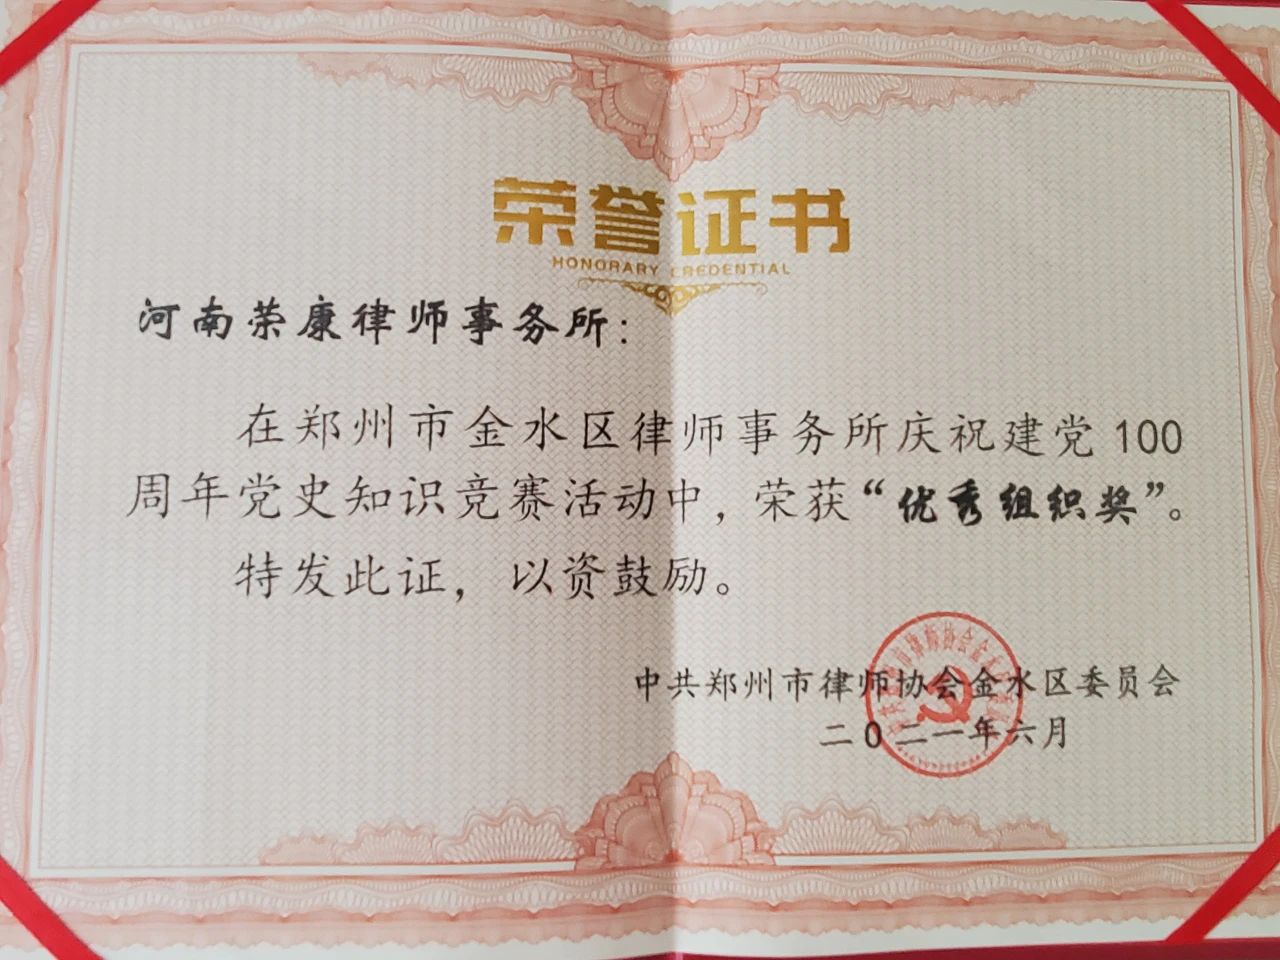 荣誉证书
HONORARY CREDENTIAL
河南荣康律师事务所：
在郑州市金水区律师事务所庆祝建党100
周年党史知识竞赛活动中，荣获“优秀组织奖”。
特发此证，以资鼓励。
中共郑州市律师协会金水区委员会
二0二一年六月